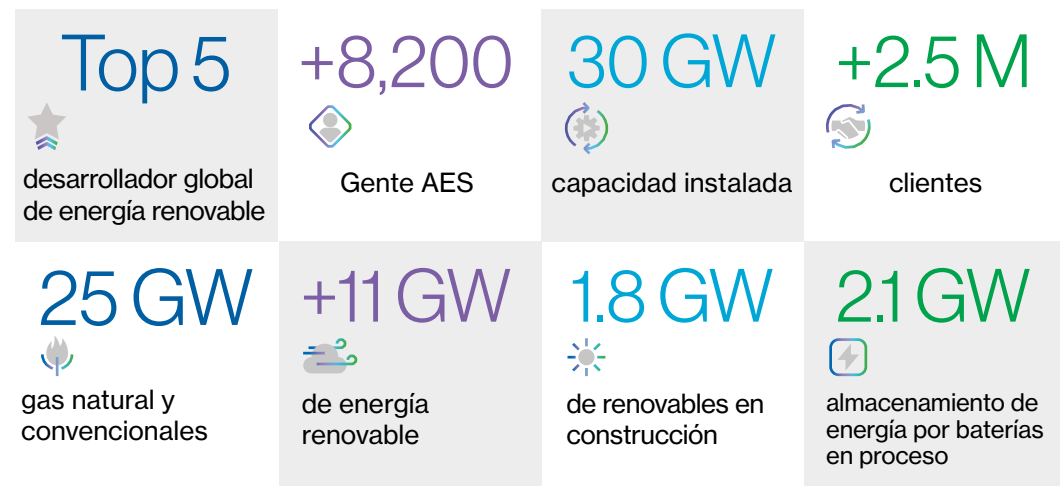 Top 5
desarrollador global
de energía renovable
+8,200
Gente AES
30 GW
capacidad instalada
+2.5 M
clientes
25 GW
gas natural y
convencionales
+11 GW
de energía
renovable
1.8 GW
de renovables en
construcción
2.1 GW
almacenamiento de
energía por baterías
en proceso